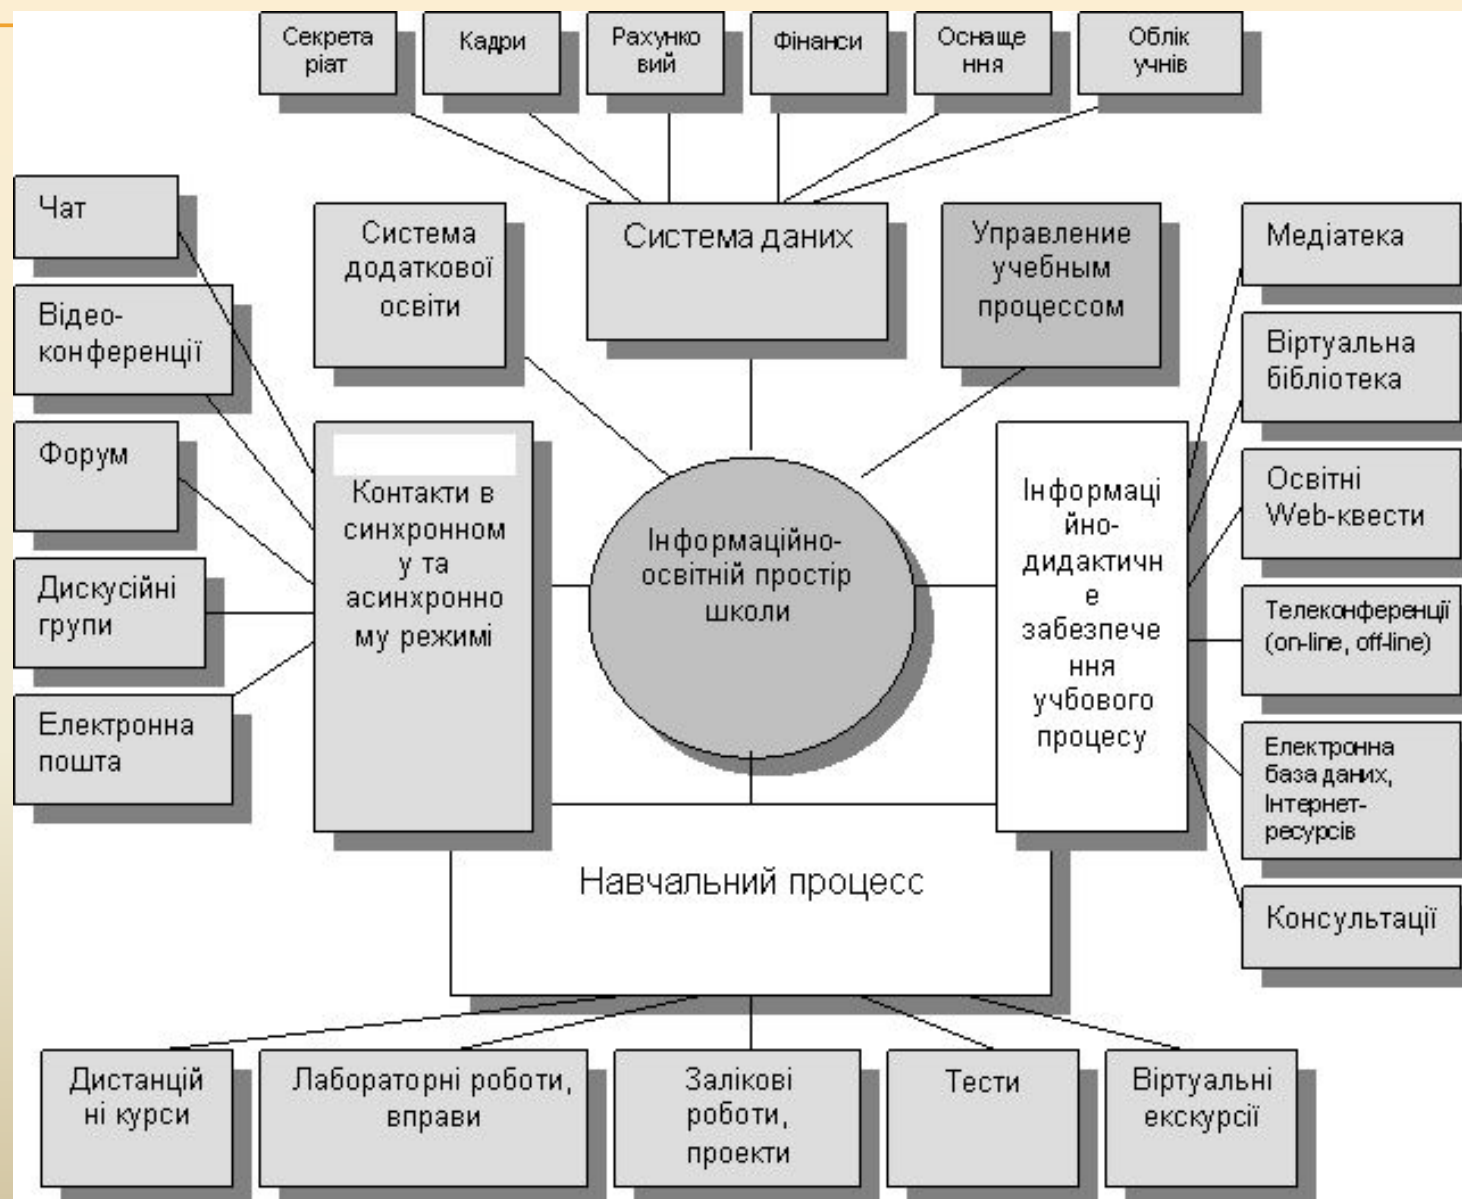 Секрета
ріат
Кадри
Рахунко
вий
Фінанси
Оснаще
ння
Облік
учнів
Чат
Відео-
конференції
Форум
Дискусійні
групи
Електронна
пошта
Система
додаткової
освіти
Система даних
Управление
учебным
процессом
Контакти в
синхронном
у та
асинхронно
му режимі
Інформаційно-
освітній простір
школи
Інформаці
йно-
дидактичн
е
забезпече
ння
учбового
процесу
Медіатека
Віртуальна
бібліотека
Освітні
Web-квести
Телеконференції
(on-line, off-line)
Електронна
база даних,
Інтернет-
ресурсів
Консультації
Навчальний процесс
Дистанцій
ні курси
Лабораторні роботи,
вправи
Залікові
роботи,
проекти
Тести
Віртуальні
екскурсії